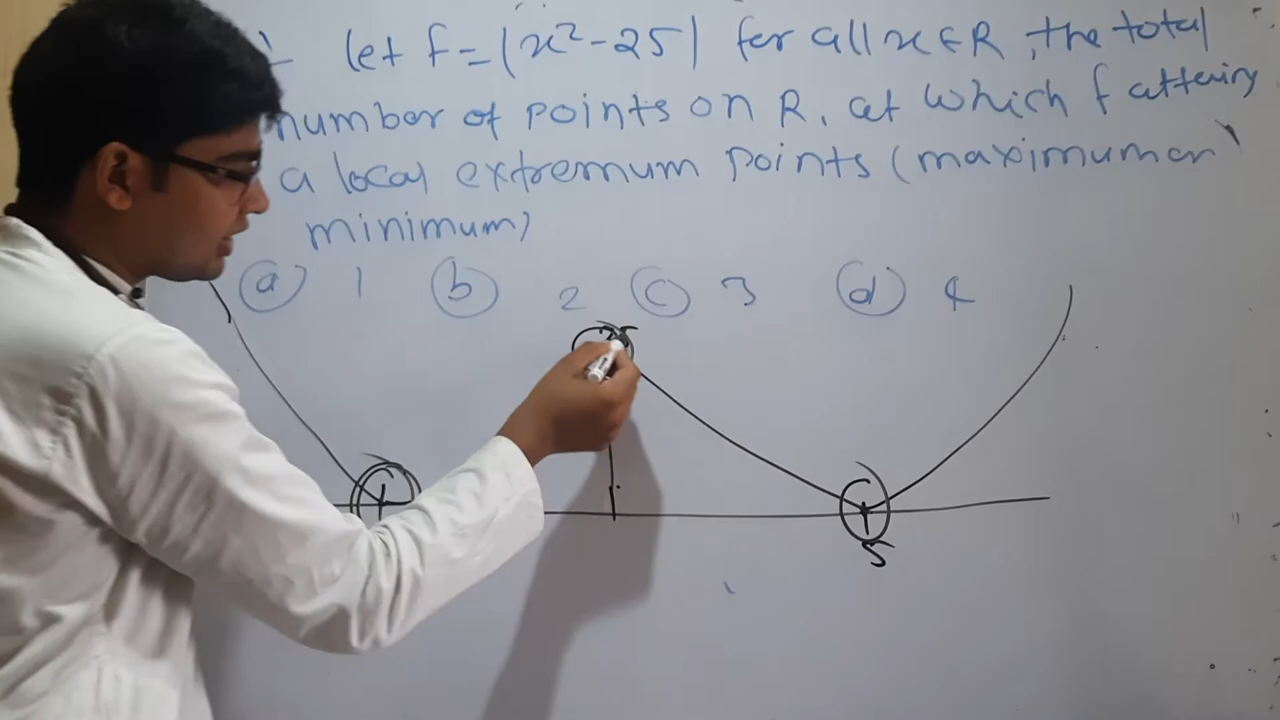 let f = |x²-25| for all x ∈ R, the total
number of points on R. at which f attains
a local extremum points (maximum or
minimum)
ⓐ 1 ⓑ 2 ⓒ 3 ⓓ 4
5